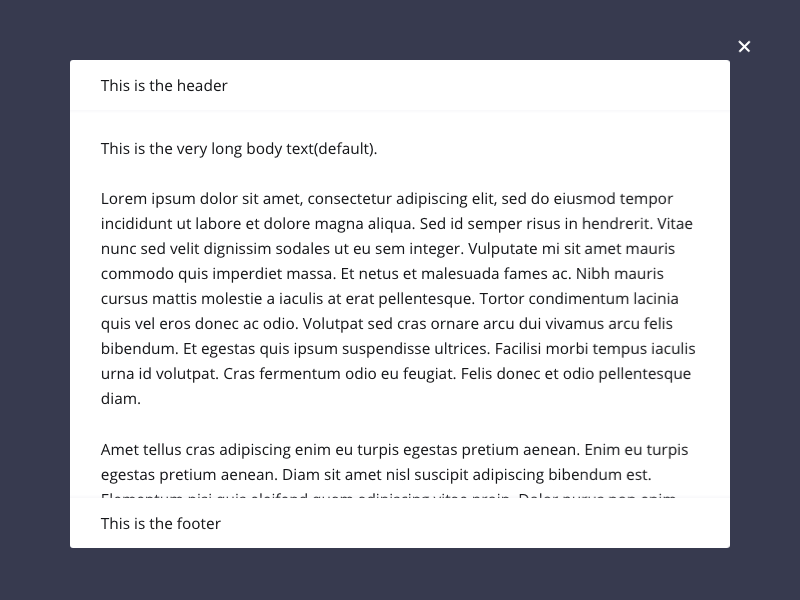 This is the header
This is the very long body text(default).
Lorem ipsum dolor sit amet, consectetur adipiscing elit, sed do eiusmod tempor
incididunt ut labore et dolore magna aliqua. Sed id semper risus in hendrerit. Vitae
nunc sed velit dignissim sodales ut eu sem integer. Vulputate mi sit amet mauris
commodo quis imperdiet massa. Et netus et malesuada fames ac. Nibh mauris
cursus mattis molestie a iaculis at erat pellentesque. Tortor condimentum lacinia
quis vel eros donec ac odio. Volutpat sed cras ornare arcu dui vivamus arcu felis
bibendum. Et egestas quis ipsum suspendisse ultrices. Facilisi morbi tempus iaculis
urna id volutpat. Cras fermentum odio eu feugiat. Felis donec et odio pellentesque
diam.
Amet tellus cras adipiscing enim eu turpis egestas pretium aenean. Enim eu turpis
egestas pretium aenean. Diam sit amet nisl suscipit adipiscing bibendum est.
This is the footer